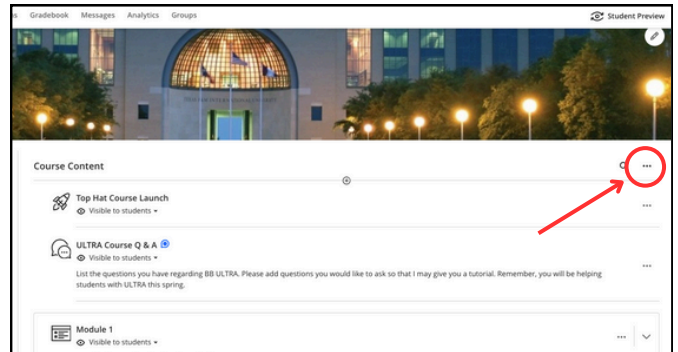 s Gradebook Messages Analytics Groups Student Preview
Course Content
Top Hat Course Launch
Visible to students
ULTRA Course Q & A
Visible to students
List the questions you have regarding BB ULTRA. Please add questions you would like to ask so that I may give you a tutorial. Remember, you will be helping
students with ULTRA this spring.
Module 1
Visible to students